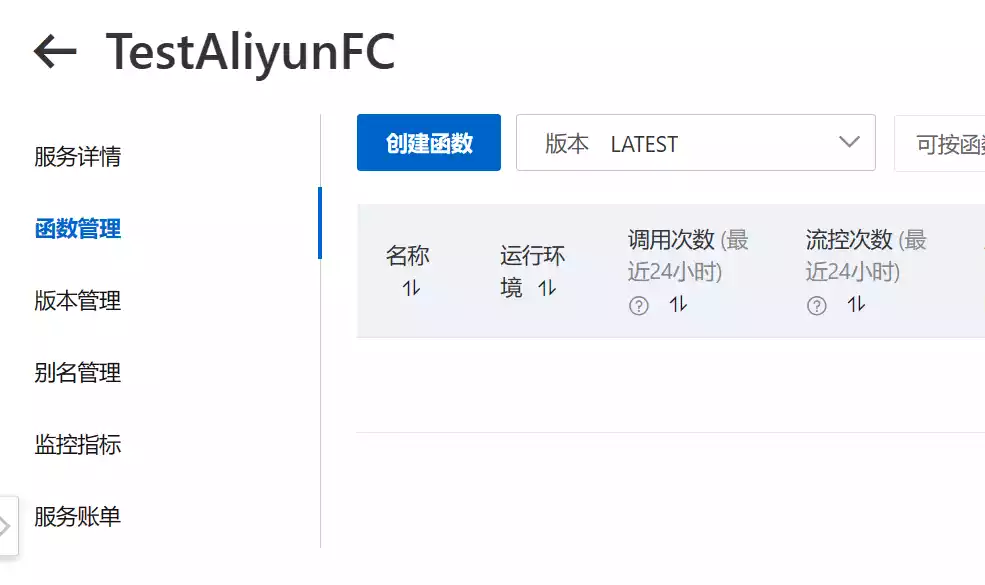 TestAliyunFC
服务详情
函数管理
版本管理
别名管理
监控指标
服务账单
创建函数
版本 LATEST
可按函
名称
运行环
境
调用次数 (最
近24小时)
流控次数 (最
近24小时)